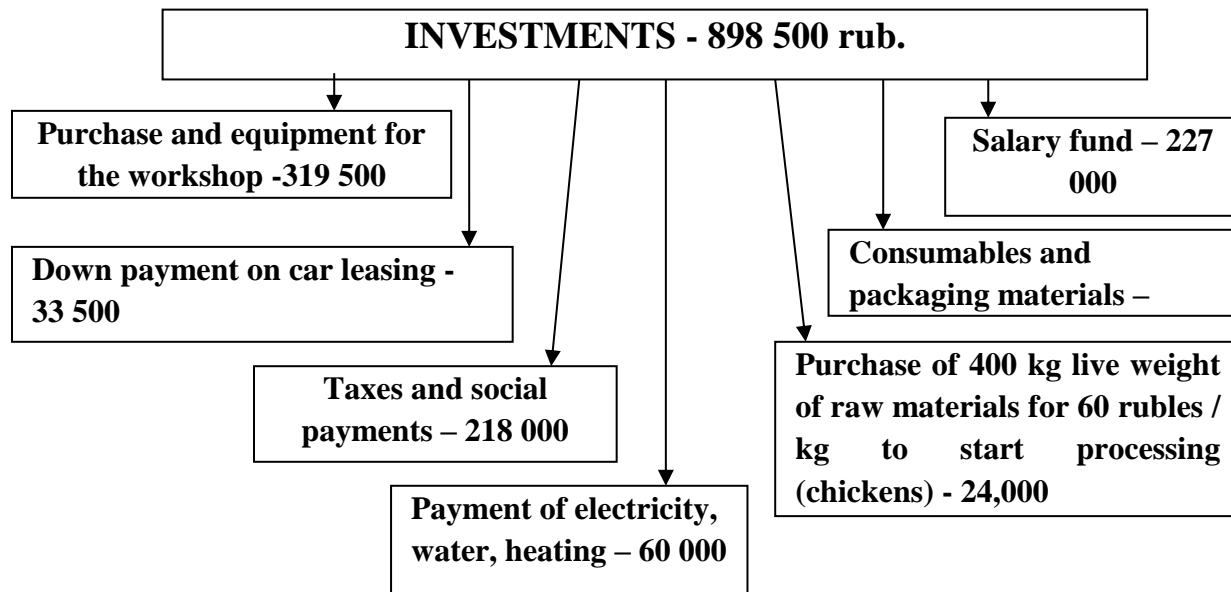 INVESTMENTS - 898 500 rub.
Purchase and equipment for
the workshop -319 500
Salary fund – 227
000
Down payment on car leasing -
33 500
Consumables and
packaging materials –
Taxes and social
payments – 218 000
Purchase of 400 kg live weight
of raw materials for 60 rubles /
kg to start processing
(chickens) - 24,000
Payment of electricity,
water, heating – 60 000